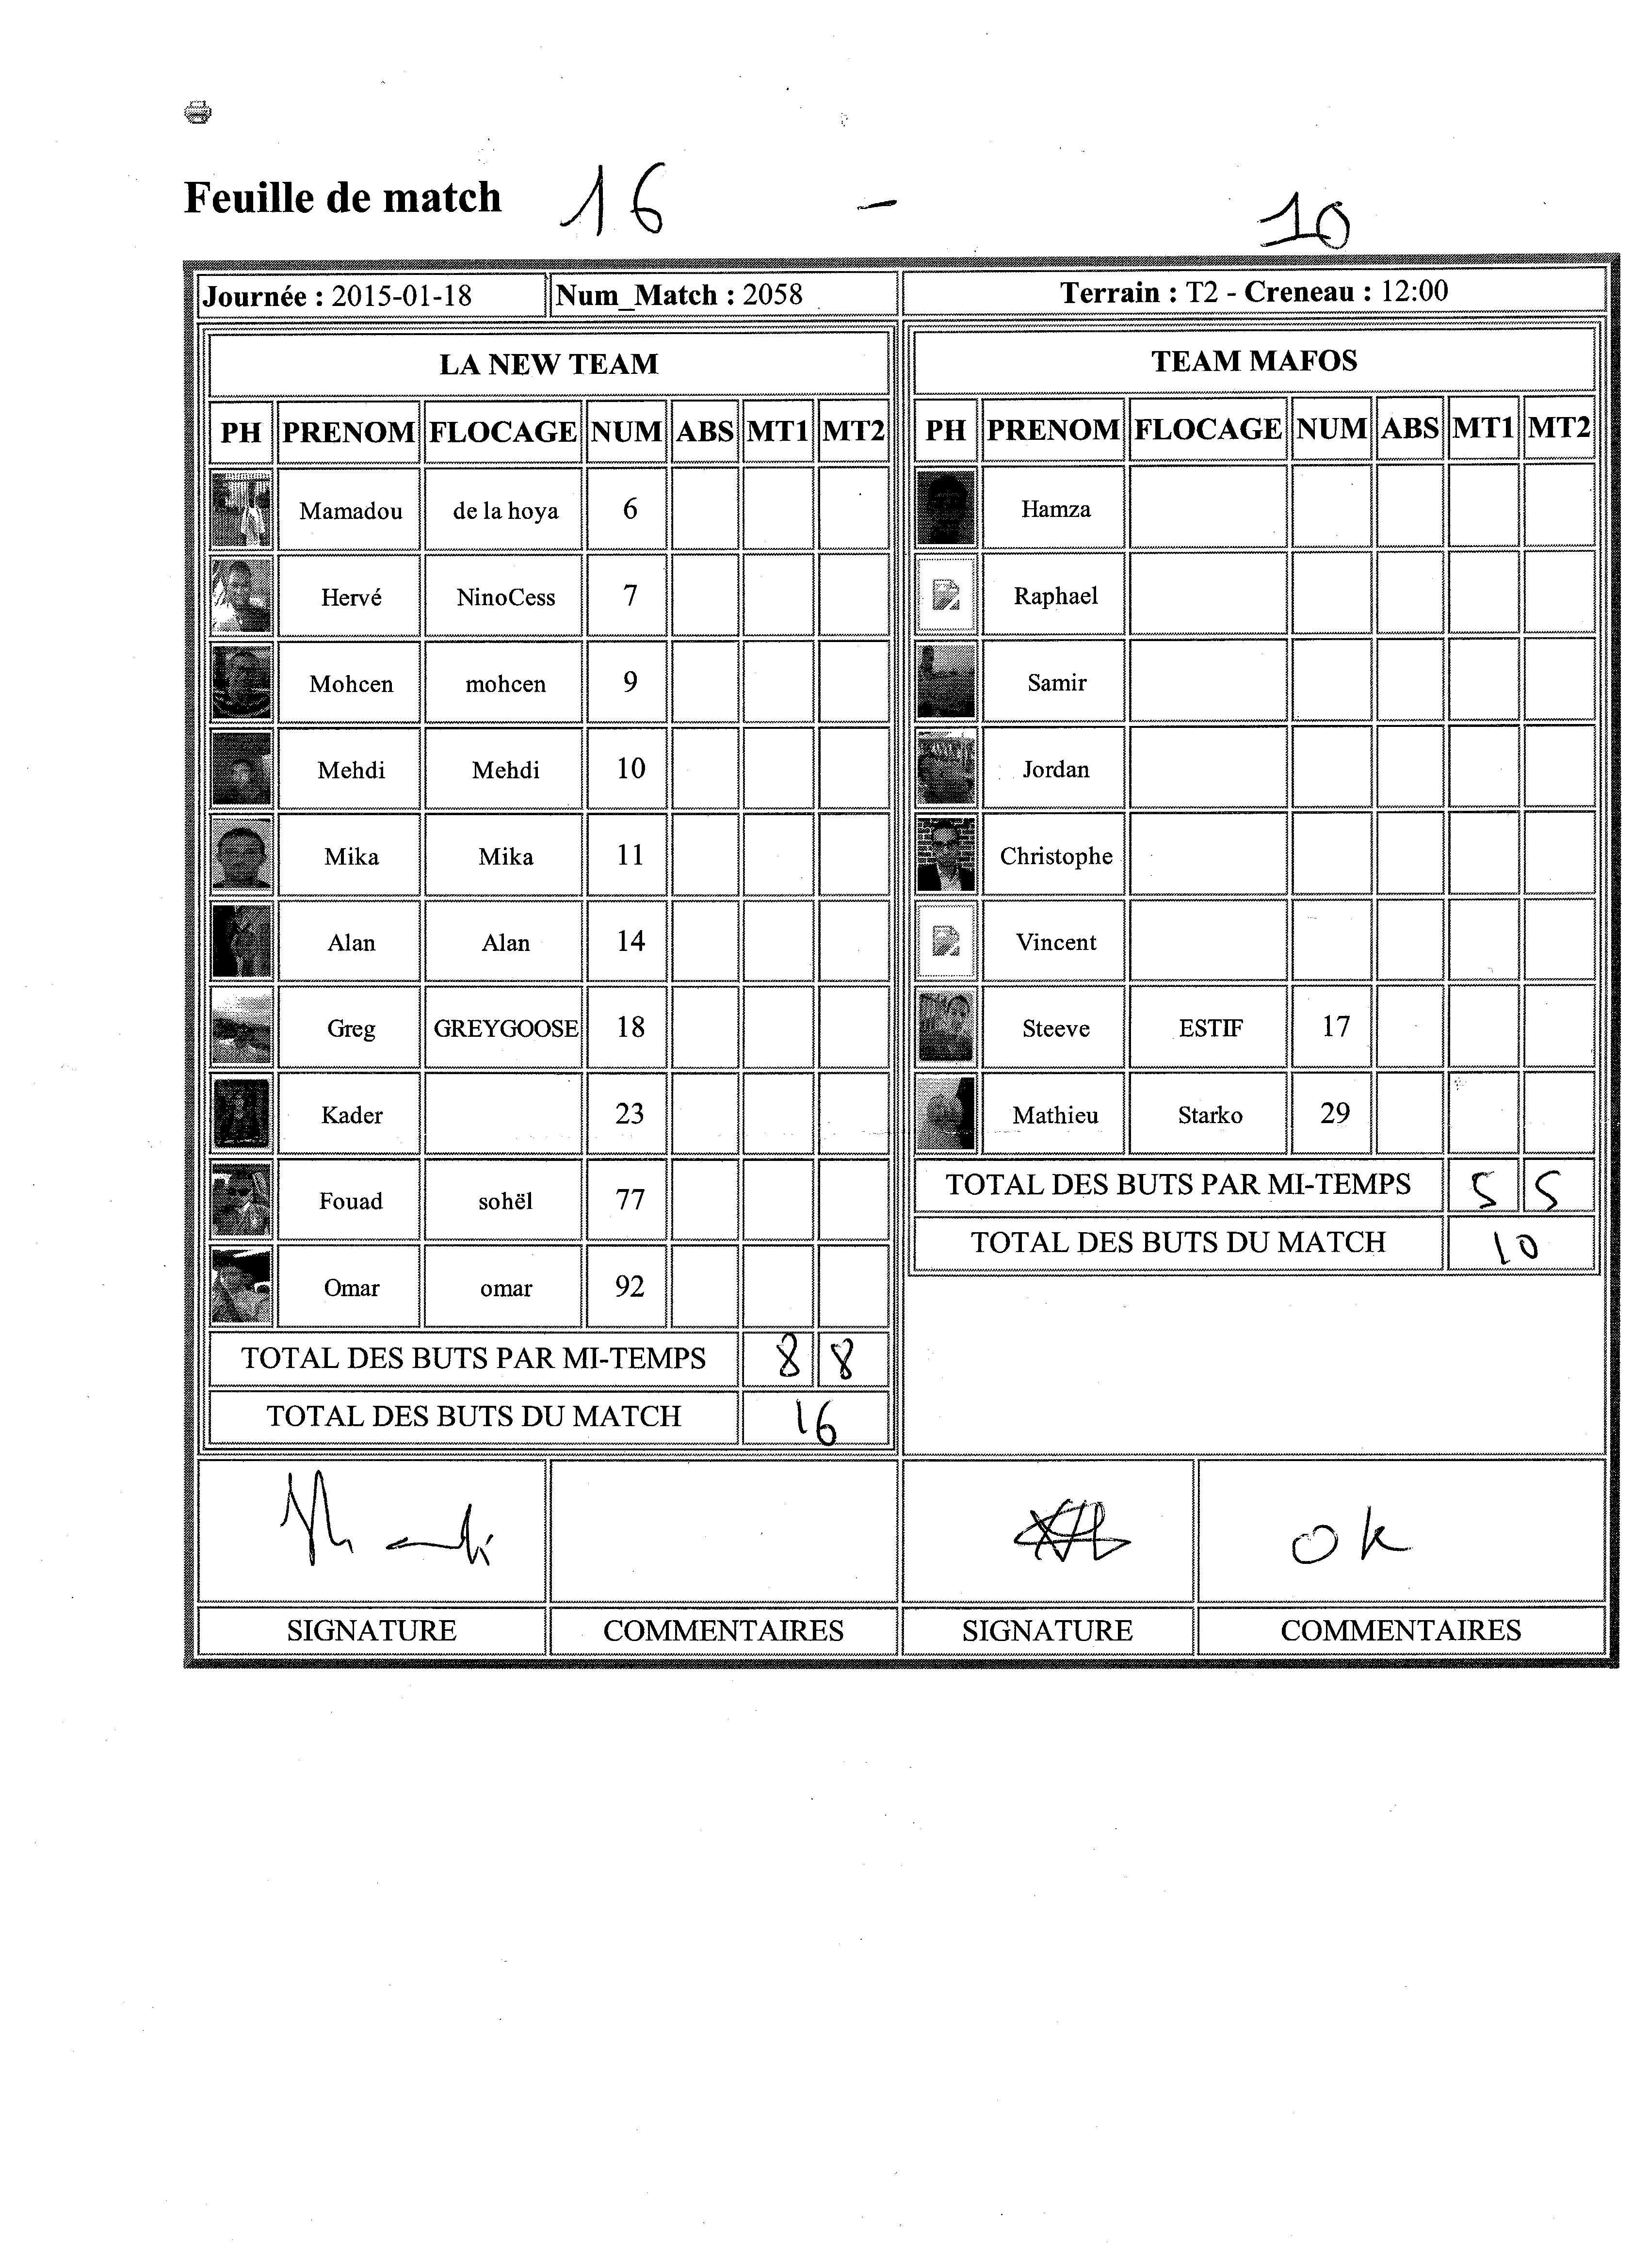 Feuille de match 16 - 10
Journée : 2015-01-18 Num_Match : 2058 Terrain : T2 - Creneau : 12:00
LA NEW TEAM
PH PRENOM FLOCAGE NUM ABS MT1 MT2
Mamadou de la hoya 6
Hervé NinoCess 7
Mohcen mohcen 9
Mehdi Mehdi 10
Mika Mika 11
Alan Alan 14
Greg GREYGOOSE 18
Kader 23
Fouad sohël 77
Omar omar 92
TOTAL DES BUTS PAR MI-TEMPS 8 8
TOTAL DES BUTS DU MATCH 16
TEAM MAFOS
PH PRENOM FLOCAGE NUM ABS MT1 MT2
Hamza
Raphael
Samir
Jordan
Christophe
Vincent
Steeve ESTIF 17
Mathieu Starko 29
TOTAL DES BUTS PAR MI-TEMPS 5 5
TOTAL DES BUTS DU MATCH 10
ok
SIGNATURE COMMENTAIRES SIGNATURE COMMENTAIRES